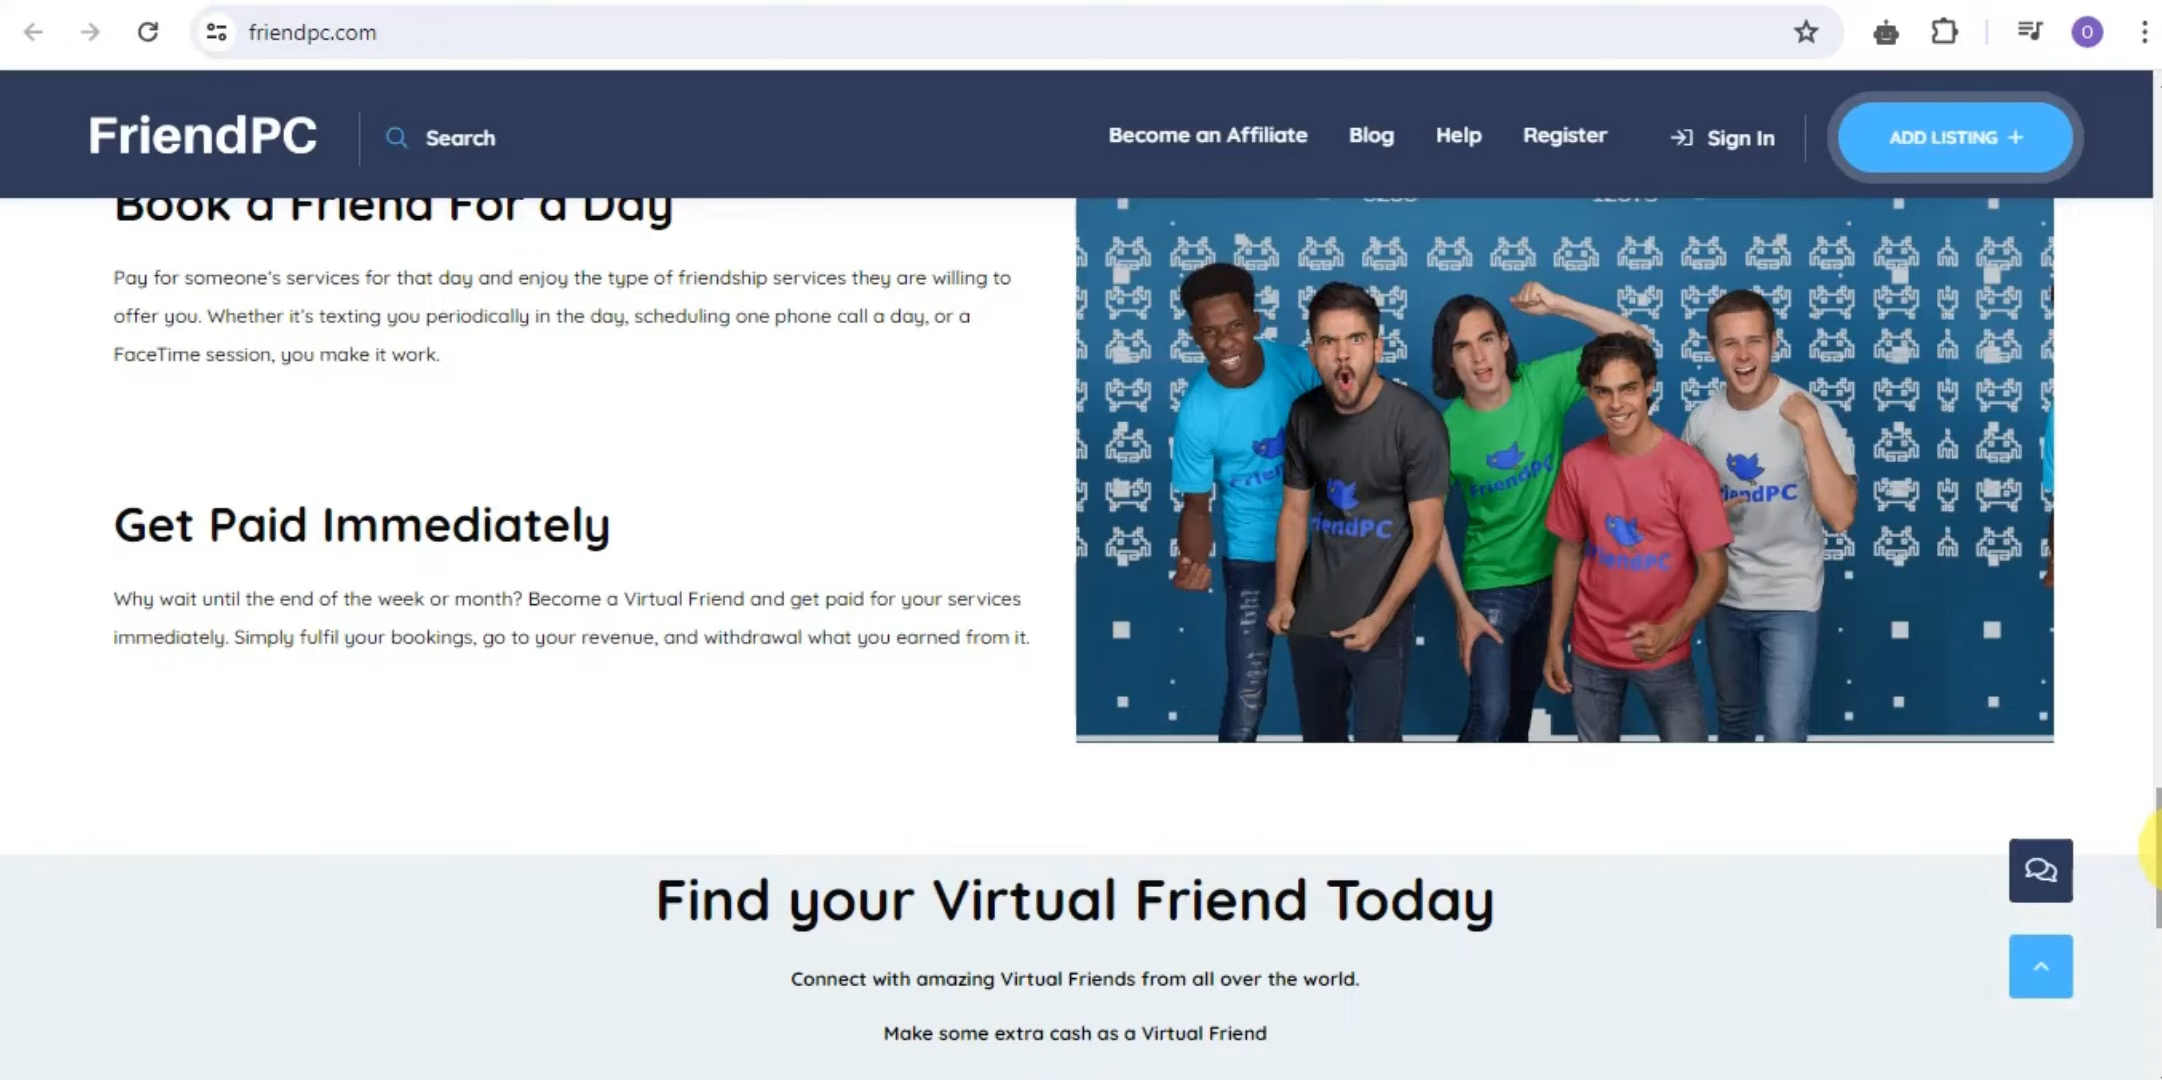 friendpc.com
FriendPC
Search
Become an Affiliate
Blog
Help
Register
Sign In
ADD LISTING +
Book a Friend For a Day
Pay for someone's services for that day and enjoy the type of friendship services they are willing to
offer you. Whether it's texting you periodically in the day, scheduling one phone call a day, or a
FaceTime session, you make it work.
Get Paid Immediately
Why wait until the end of the week or month? Become a Virtual Friend and get paid for your services
immediately. Simply fulfil your bookings, go to your revenue, and withdrawal what you earned from it.
FriendPC
Find your Virtual Friend Today
Connect with amazing Virtual Friends from all over the world.
Make some extra cash as a Virtual Friend